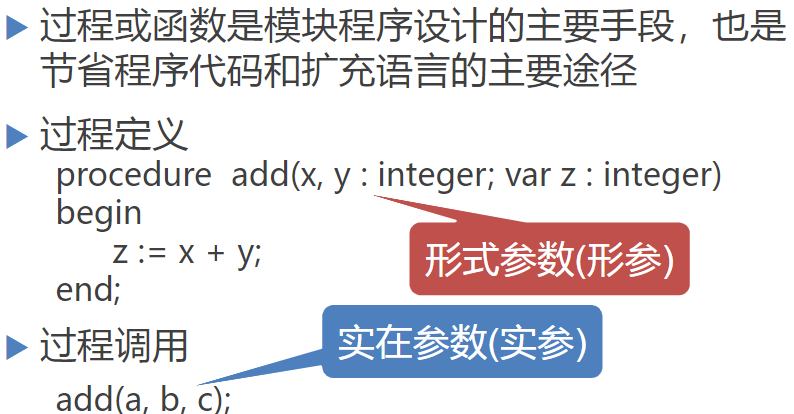 过程或函数是模块程序设计的主要手段，也是
节省程序代码和扩充语言的主要途径
过程定义
procedure add(x, y : integer; var z : integer)
begin
z := x + y;
end;
形式参数(形参)
过程调用
实在参数(实参)
add(a, b, c);